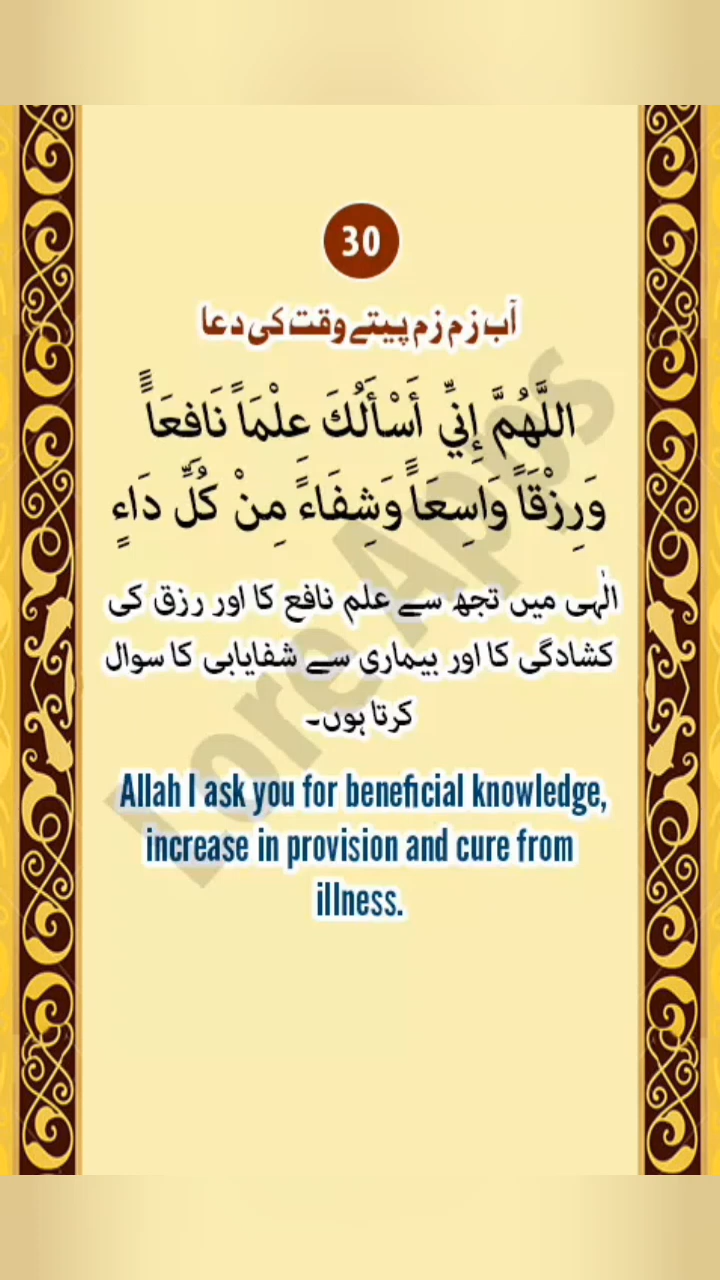 30
آب زم زم پیتے وقت کی دعا
اللَّهُمَّ إِنِّي أَسْأَلُكَ عِلْمَاً نَافِعَاً
وَرِزْقَاً وَاسِعَاً وَشِفَاءً مِنْ كُلِّ دَاءٍ
الٰہی میں تجھ سے علم نافع کا اور رزق کی
کشادگی کا اور بیماری سے شفایابی کا سوال
کرتا ہوں۔
Allah I ask you for beneficial knowledge,
increase in provision and cure from
illness.
Lore Apps